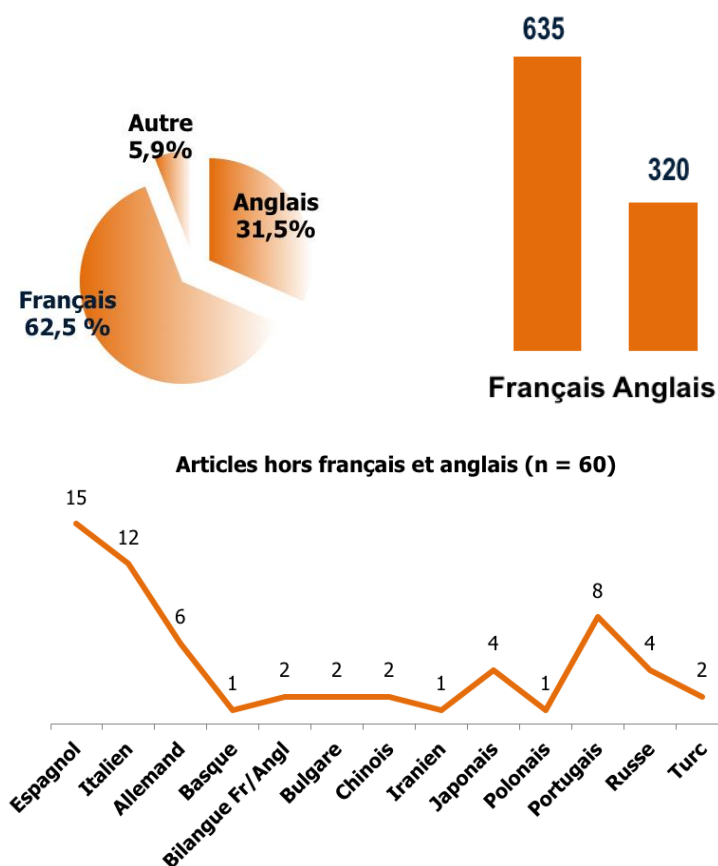 Autre
5,9%
Anglais
31,5%
Français
62,5 %
635
320
Français Anglais
Articles hors français et anglais (n = 60)
15
12
6
1
2
2
2
1
4
1
8
4
2
Espagnol
Italien
Allemand
Basque
Bilangue Fr/Angl
Bulgare
Chinois
Iranien
Japonais
Polonais
Portugais
Russe
Turc